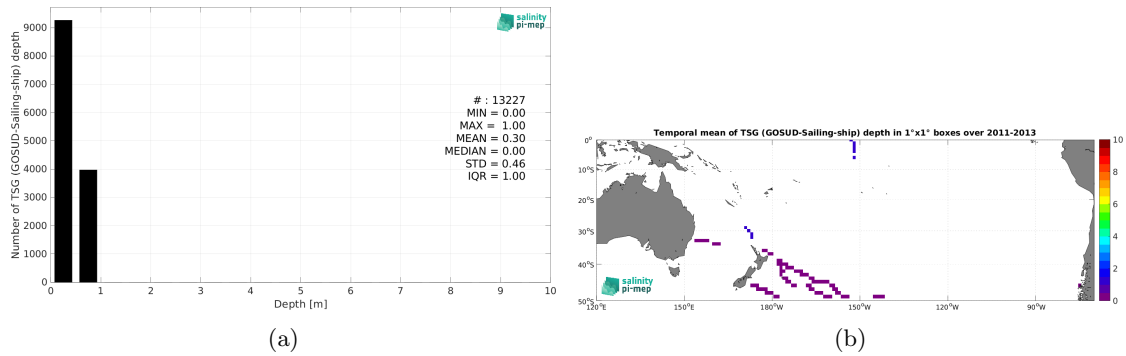 9000
8000
7000
6000
5000
4000
3000
2000
1000
0
Number of TSG (GOSUD-Sailing-ship) depth
0 1 2 3 4 5 6 7 8 9 10
Depth [m]
salinity
pi-mep
# : 13227
MIN = 0.00
MAX = 1.00
MEAN = 0.30
MEDIAN = 0.00
STD = 0.46
IQR = 1.00
(a)
Temporal mean of TSG (GOSUD-Sailing-ship) depth in 1°x1° boxes over 2011-2013
0°
10°S
20°S
30°S
40°S
50°S
120°E 150°E 180°W 150°W 120°W 90°W
salinity
pi-mep
10
8
6
4
2
0
(b)